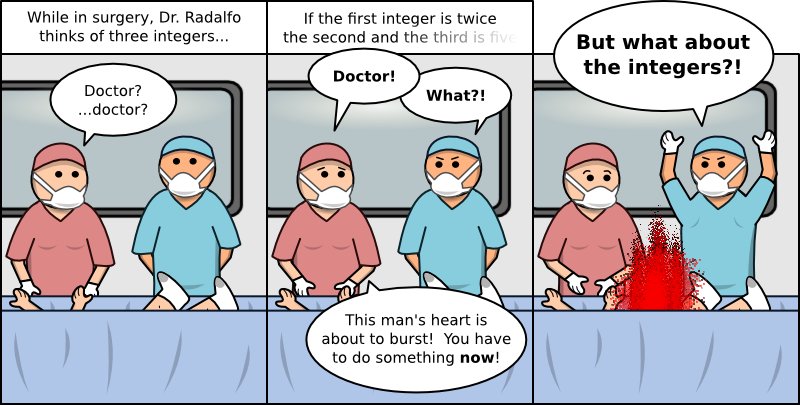 While in surgery, Dr. Radalfo
thinks of three integers...
Doctor?
...doctor?
If the first integer is twice
the second and the third is five
Doctor!
What?!
This man's heart is
about to burst!  You have
to do something now!
But what about
the integers?!